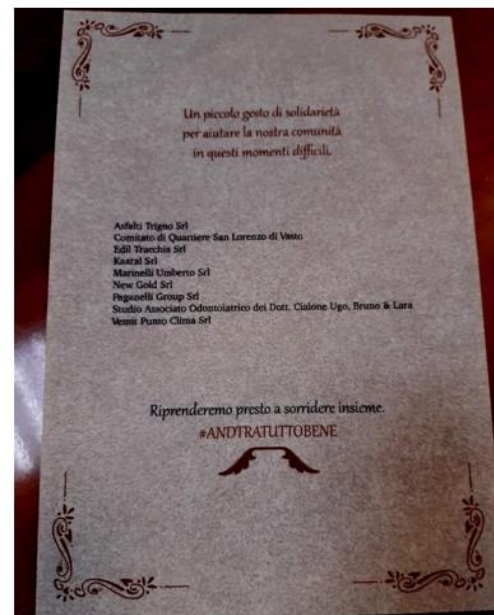 Un piccolo gesto di solidarietà
per aiutare la nostra comunità
in questi momenti difficili.
Asfalti Trigno Srl
Comitato di Quartiere San Lorenzo di Vasto
Edil Tracchia Srl
Kaaral Srl
Marinelli Umberto Srl
New Gold Srl
Paganelli Group Srl
Studio Associato Odontoiatrico dei Dott. Cialone Ugo, Bruno & Lara
Vemit Punto Clima Srl
Riprenderemo presto a sorridere insieme.
#ANDTRATUTTOBENE